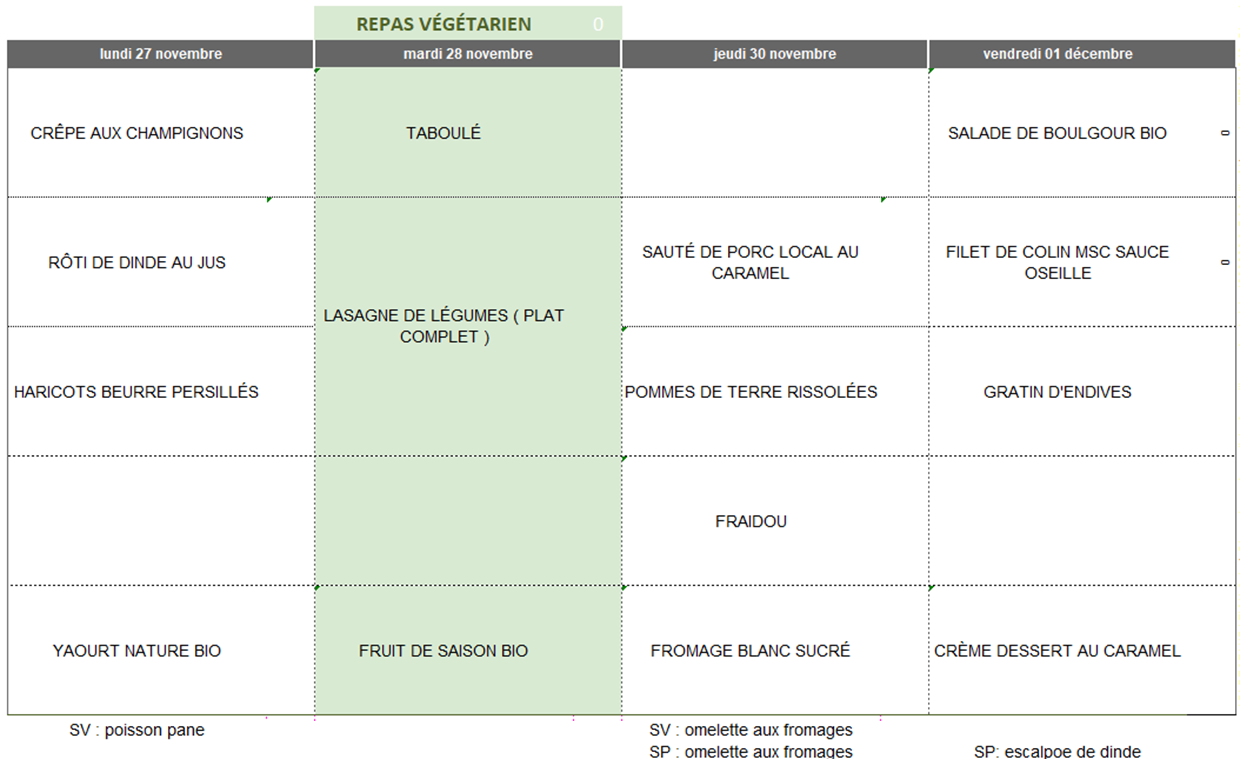 REPAS VÉGÉTARIEN 0
lundi 27 novembre mardi 28 novembre jeudi 30 novembre vendredi 01 décembre
CRÊPE AUX CHAMPIGNONS TABOULÉ SALADE DE BOULGOUR BIO 0
RÔTI DE DINDE AU JUS
LASAGNE DE LÉGUMES ( PLAT
COMPLET )
SAUTÉ DE PORC LOCAL AU
CARAMEL
FILET DE COLIN MSC SAUCE
OSEILLE
0
HARICOTS BEURRE PERSILLÉS POMMES DE TERRE RISSOLÉES GRATIN D'ENDIVES
FRAIDOU
YAOURT NATURE BIO FRUIT DE SAISON BIO FROMAGE BLANC SUCRÉ CRÈME DESSERT AU CARAMEL
SV : poisson pane SV : omelette aux fromages
SP : omelette aux fromages SP: escalpoe de dinde